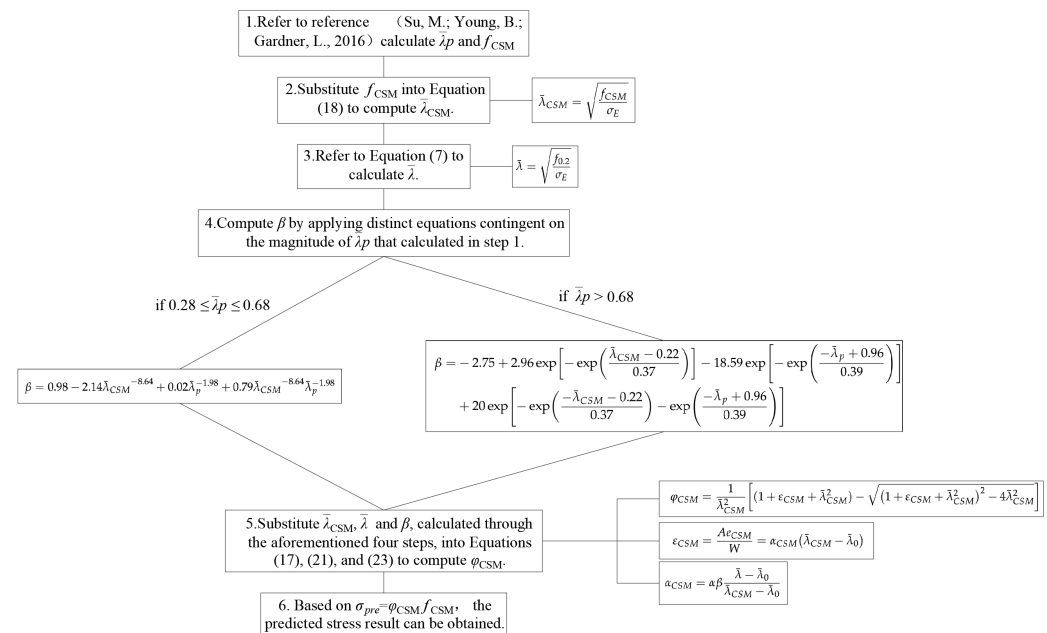 1.Refer to reference （Su, M.; Young, B.;
Gardner, L., 2016）calculate λ̄p and f_CSM
2.Substitute f_CSM into Equation
(18) to compute λ̄_CSM.
λ̄_CSM = √(f_CSM/σ_E)
3.Refer to Equation (7) to
calculate λ̄.
λ̄ = √(f_0.2/σ_E)
4.Compute β by applying distinct equations contingent on
the magnitude of λ̄p that calculated in step 1.
if 0.28 ≤ λ̄p ≤ 0.68
if λ̄p > 0.68
β = 0.98 − 2.14λ̄_CSM^−8.64 + 0.02λ̄_p^−1.98 + 0.79λ̄_CSM^−8.64 λ̄_p^−1.98
β = − 2.75 + 2.96 exp[−exp((λ̄_CSM − 0.22)/0.37)] − 18.59 exp[−exp((−λ̄_p + 0.96)/0.39)]
+ 20 exp[−exp((−λ̄_CSM − 0.22)/0.37) − exp((−λ̄_p + 0.96)/0.39)]
5.Substitute λ̄_CSM, λ̄ and β, calculated through
the aforementioned four steps, into Equations
(17), (21), and (23) to compute φ_CSM.
φ_CSM = 1/λ̄²_CSM [(1 + ε_CSM + λ̄²_CSM) − √((1 + ε_CSM + λ̄²_CSM)² − 4λ̄²_CSM)]
ε_CSM = Ae_CSM/W = α_CSM(λ̄_CSM − λ̄_0)
α_CSM = αβ (λ̄ − λ̄_0)/(λ̄_CSM − λ̄_0)
6. Based on σ_pre=φ_CSM f_CSM， the
predicted stress result can be obtained.